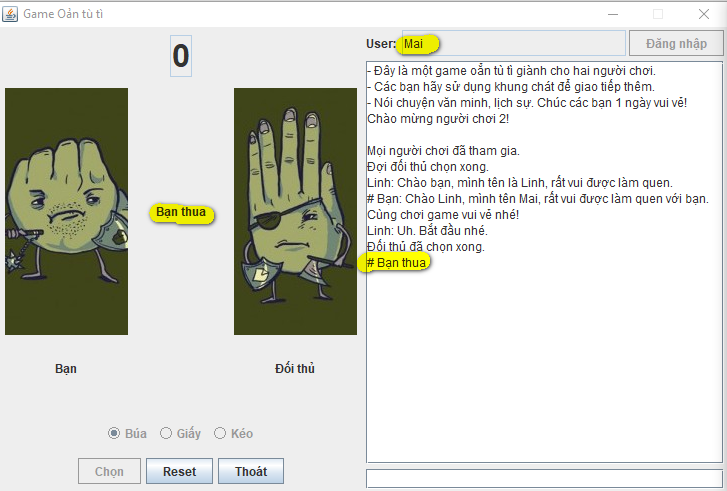 Game Oẳn tù tì
0
User: Mai
Đăng nhập
- Đây là một game oẳn tù tì giành cho hai người chơi.
- Các bạn hãy sử dụng khung chát để giao tiếp thêm.
- Nói chuyện văn minh, lịch sự. Chúc các bạn 1 ngày vui vẻ!
Chào mừng người chơi 2!
Mọi người chơi đã tham gia.
Đợi đối thủ chọn xong.
Linh: Chào bạn, mình tên là Linh, rất vui được làm quen.
# Bạn: Chào Linh, mình tên Mai, rất vui được làm quen với bạn.
Cùng chơi game vui vẻ nhé!
Linh: Uh. Bắt đầu nhé.
Đối thủ đã chọn xong.
# Bạn thua
Bạn thua
Bạn
Đối thủ
Búa
Giấy
Kéo
Chọn
Reset
Thoát